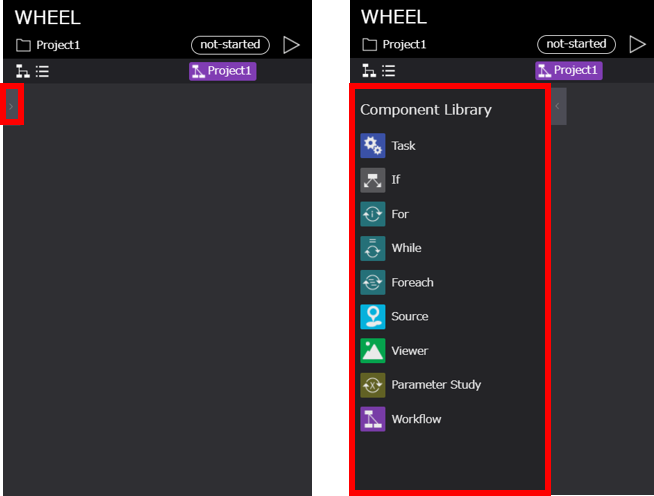 WHEEL
Project1
not-started
Project1
WHEEL
Project1
not-started
Project1
Component Library
Task
If
For
While
Foreach
Source
Viewer
Parameter Study
Workflow